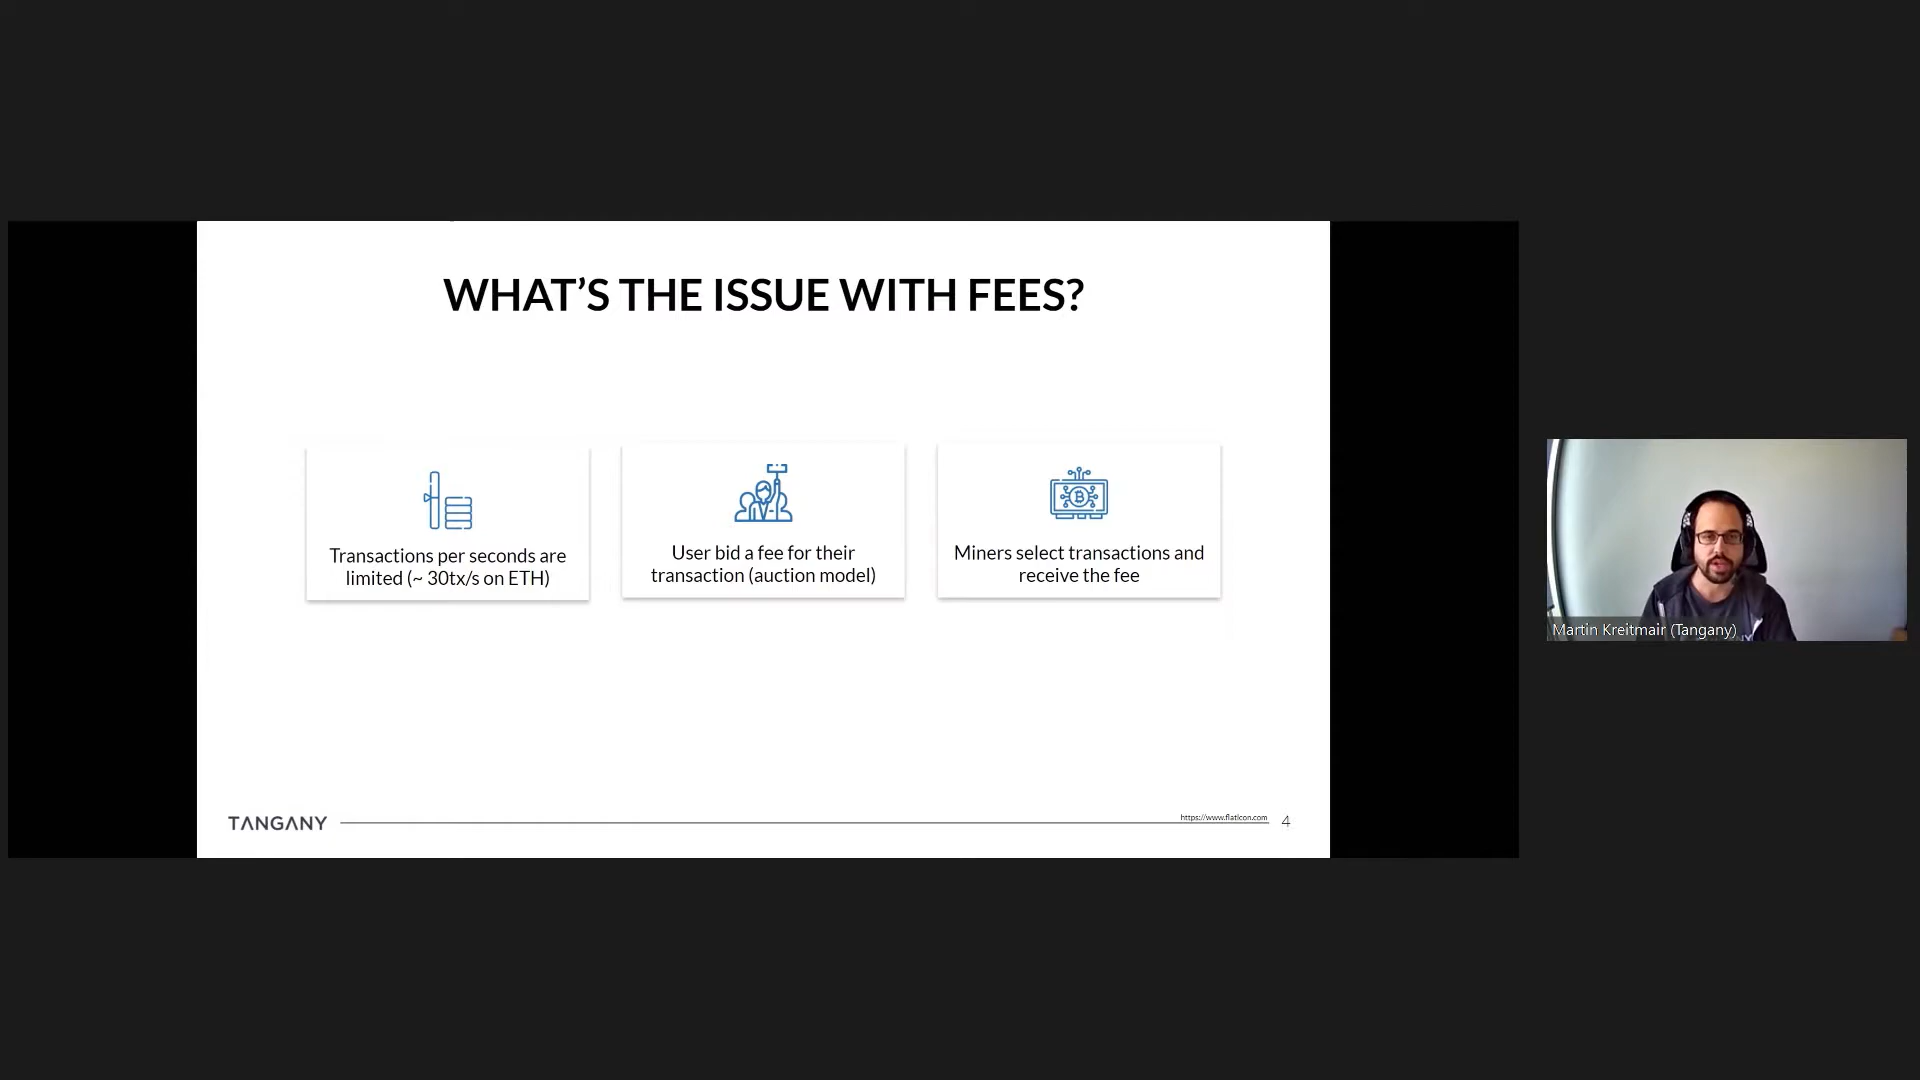 WHAT'S THE ISSUE WITH FEES?
Transactions per seconds are
limited (~ 30tx/s on ETH)
User bid a fee for their
transaction (auction model)
Miners select transactions and
receive the fee
TANGANY
https://www.flaticon.com
4
Martin Kreitmair (Tangany)